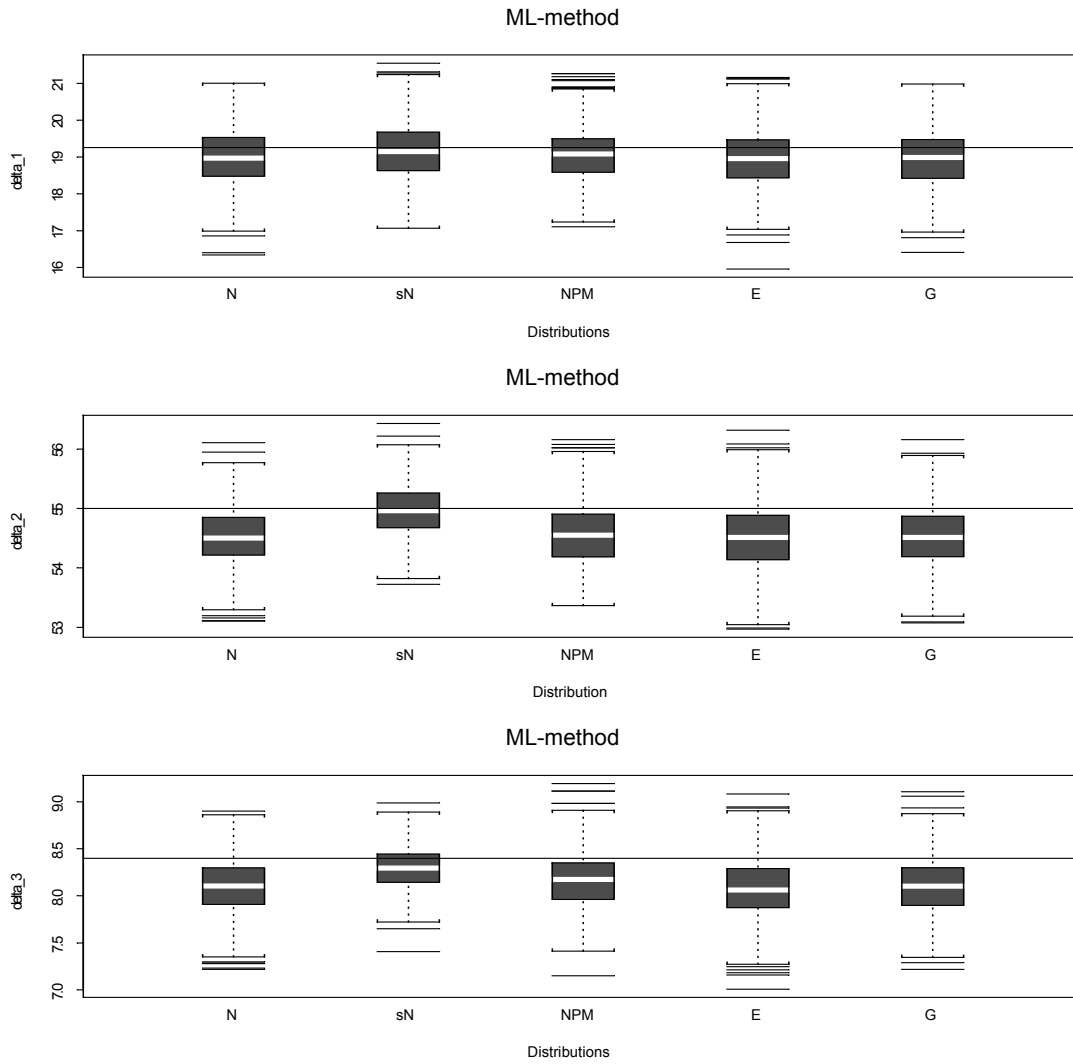 ML-method
delta_1
21
20
19
18
17
16
N sN NPM E G
Distributions
ML-method
delta_2
56
55
54
53
N sN NPM E G
Distribution
ML-method
delta_3
9.0
8.5
8.0
7.5
7.0
N sN NPM E G
Distributions